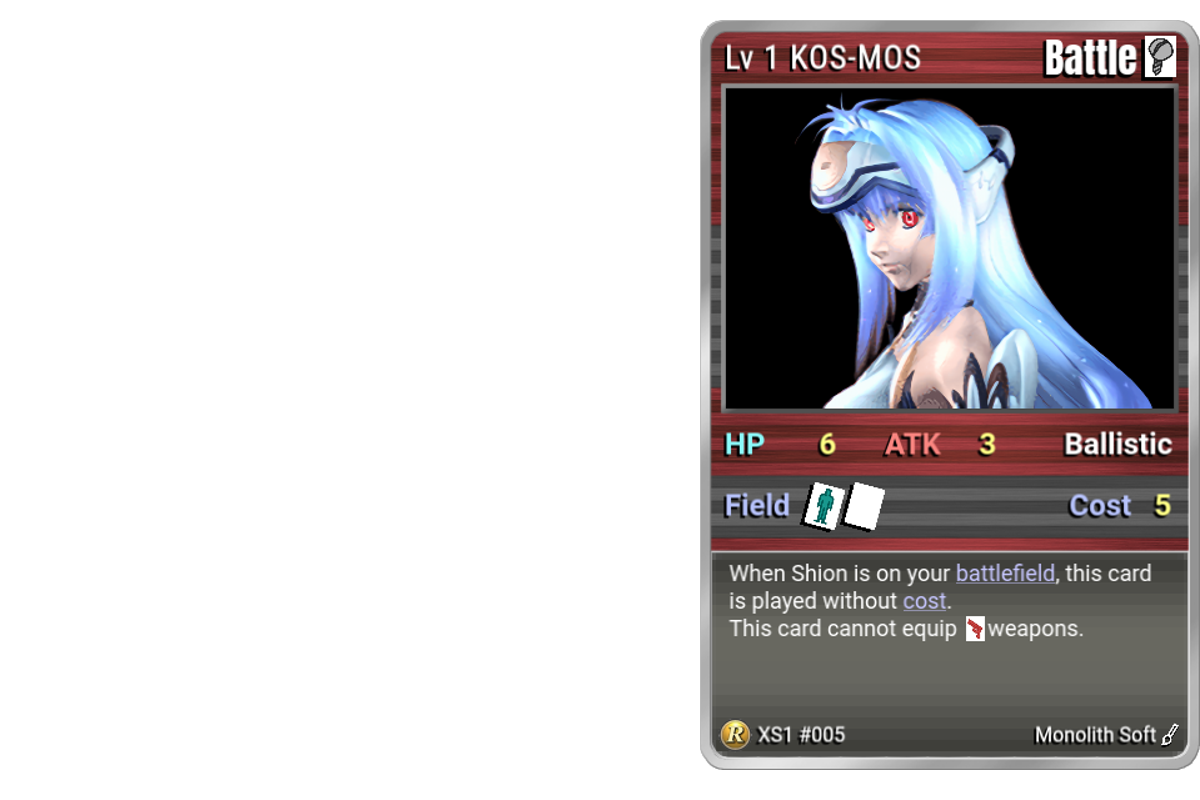 Lv 1 KOS-MOS Battle
HP 6 ATK 3 Ballistic
Field Cost 5
When Shion is on your battlefield, this card
is played without cost.
This card cannot equip weapons.
R XS1 #005 Monolith Soft